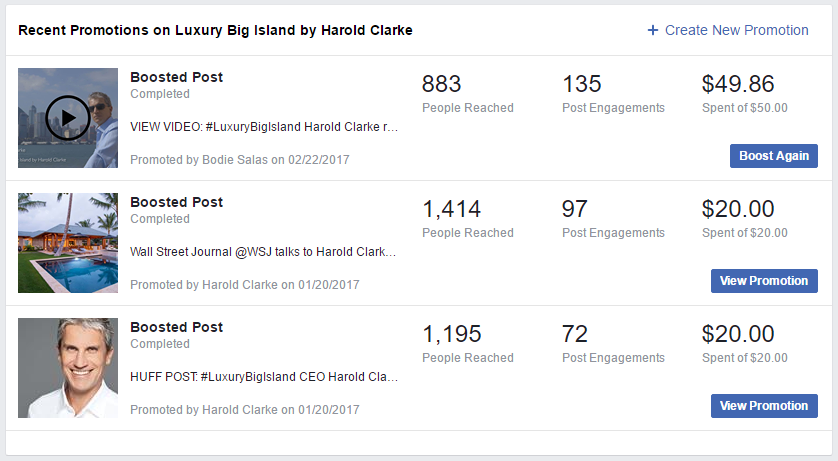 Recent Promotions on Luxury Big Island by Harold Clarke
+ Create New Promotion
Boosted Post
Completed
VIEW VIDEO: #LuxuryBigIsland Harold Clarke r...
Promoted by Bodie Salas on 02/22/2017
883
People Reached
135
Post Engagements
$49.86
Spent of $50.00
Boost Again
island by Harold Clarke
Boosted Post
Completed
Wall Street Journal @WSJ talks to Harold Clark...
Promoted by Harold Clarke on 01/20/2017
1,414
People Reached
97
Post Engagements
$20.00
Spent of $20.00
View Promotion
Boosted Post
Completed
HUFF POST: #LuxuryBigIsland CEO Harold Cla...
Promoted by Harold Clarke on 01/20/2017
1,195
People Reached
72
Post Engagements
$20.00
Spent of $20.00
View Promotion